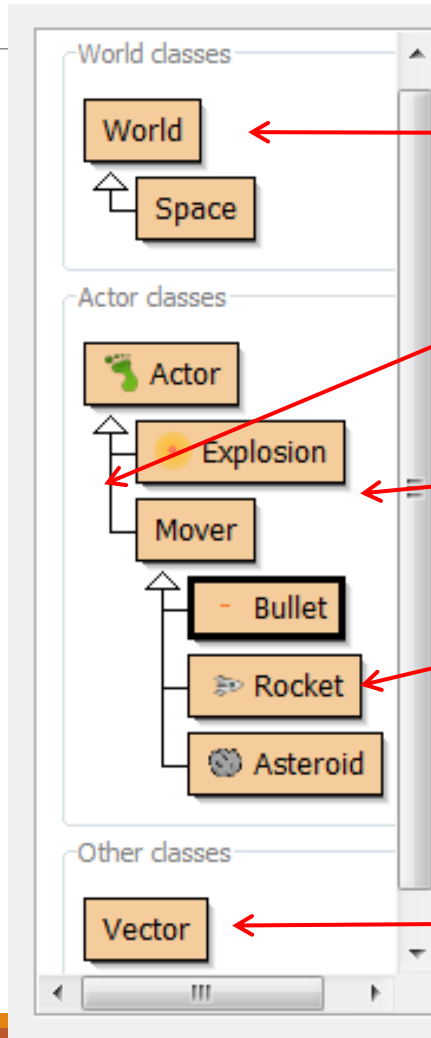 World classes
World
Space
Actor classes
Actor
Explosion
Mover
Bullet
Rocket
Asteroid
Other classes
Vector